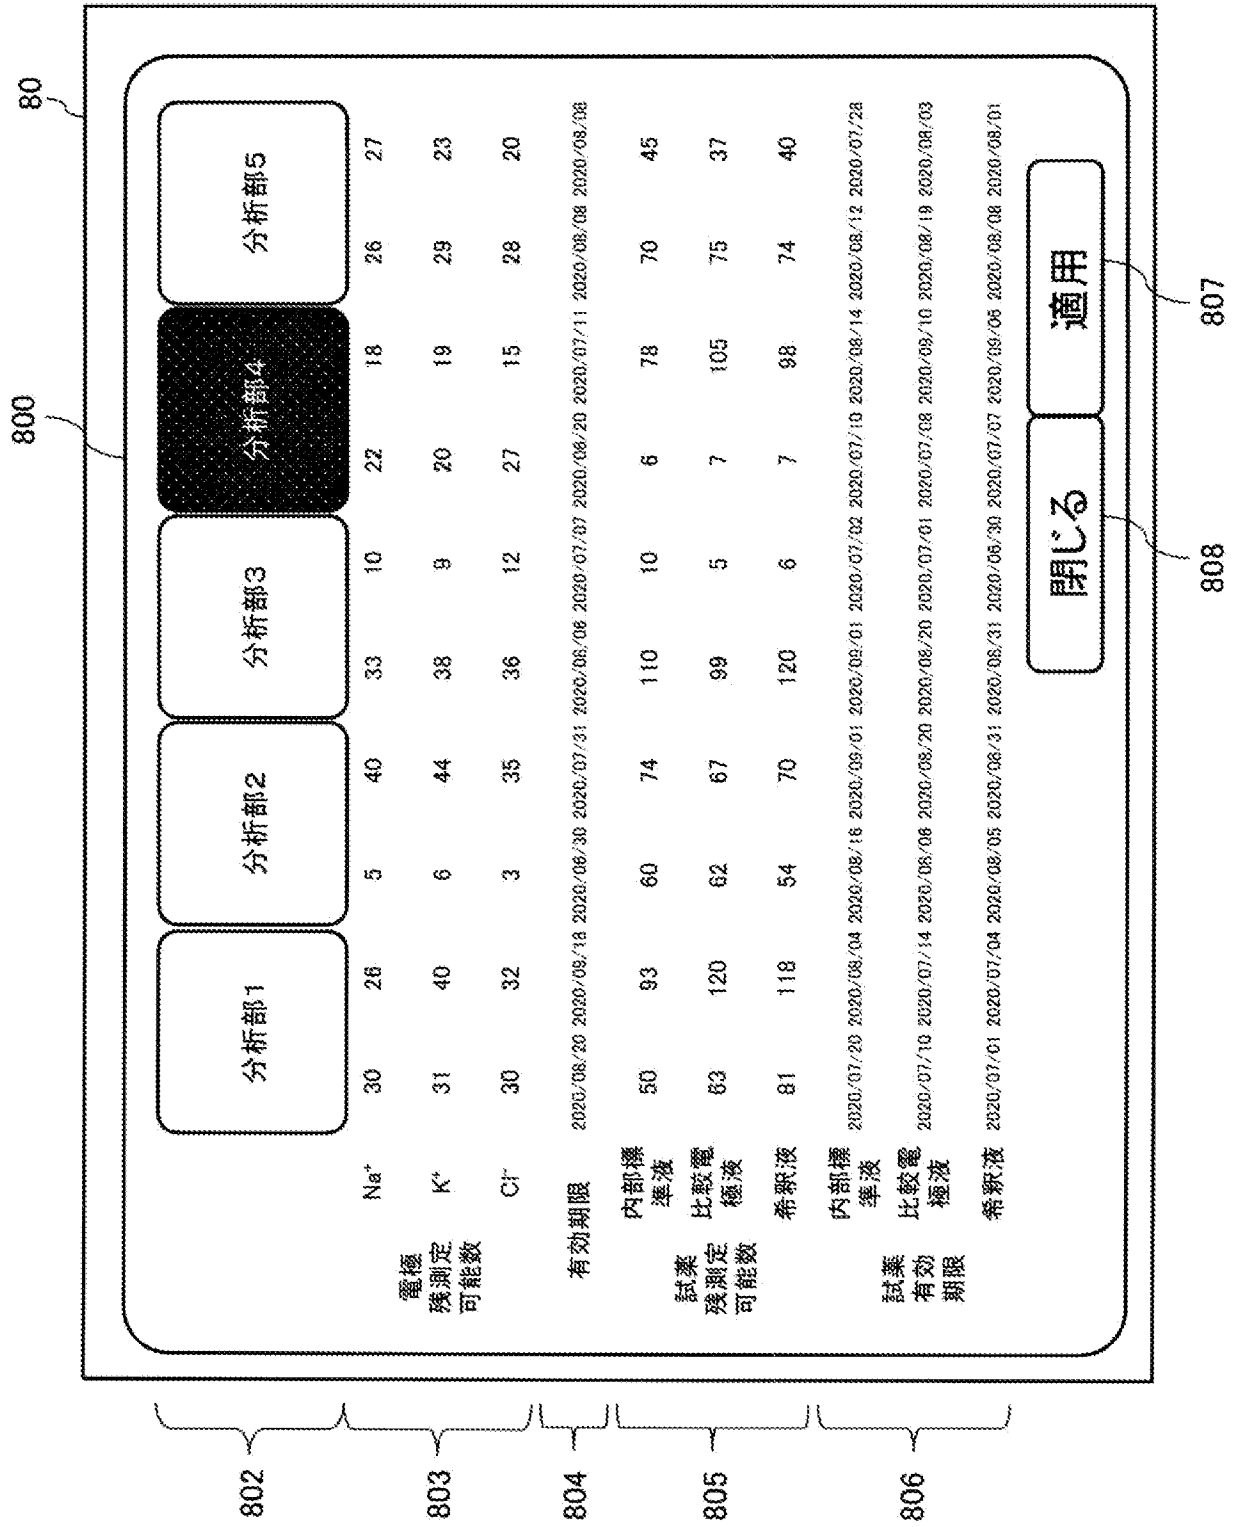 80
800
802
分析部1 分析部2 分析部3 分析部4 分析部5
803
電極
残測定
可能数
Na⁺ 30 26 5 40 33 10 22 18 26 27
K⁺ 31 40 6 44 38 9 20 19 29 23
Cl⁻ 30 32 3 35 36 12 27 15 28 20
804
有効期限 2020/08/20 2020/09/18 2020/06/30 2020/07/31 2020/08/06 2020/07/07 2020/08/20 2020/07/11 2020/08/08 2020/08/08
805
試薬
残測定
可能数
内部標
準液 50 93 60 74 110 10 6 78 70 45
比較電
極液 63 120 62 67 99 5 7 105 75 37
希釈液 81 118 54 70 120 6 7 98 74 40
806
試薬
有効
期限
内部標
準液 2020/07/20 2020/08/04 2020/08/16 2020/09/01 2020/09/01 2020/07/02 2020/07/10 2020/08/14 2020/08/12 2020/07/28
比較電
極液 2020/07/10 2020/07/14 2020/08/08 2020/08/20 2020/08/20 2020/07/01 2020/07/08 2020/09/10 2020/08/19 2020/08/03
希釈液 2020/07/01 2020/07/04 2020/08/05 2020/08/31 2020/08/31 2020/06/30 2020/07/07 2020/09/06 2020/08/08 2020/08/01
閉じる 適用
808 807